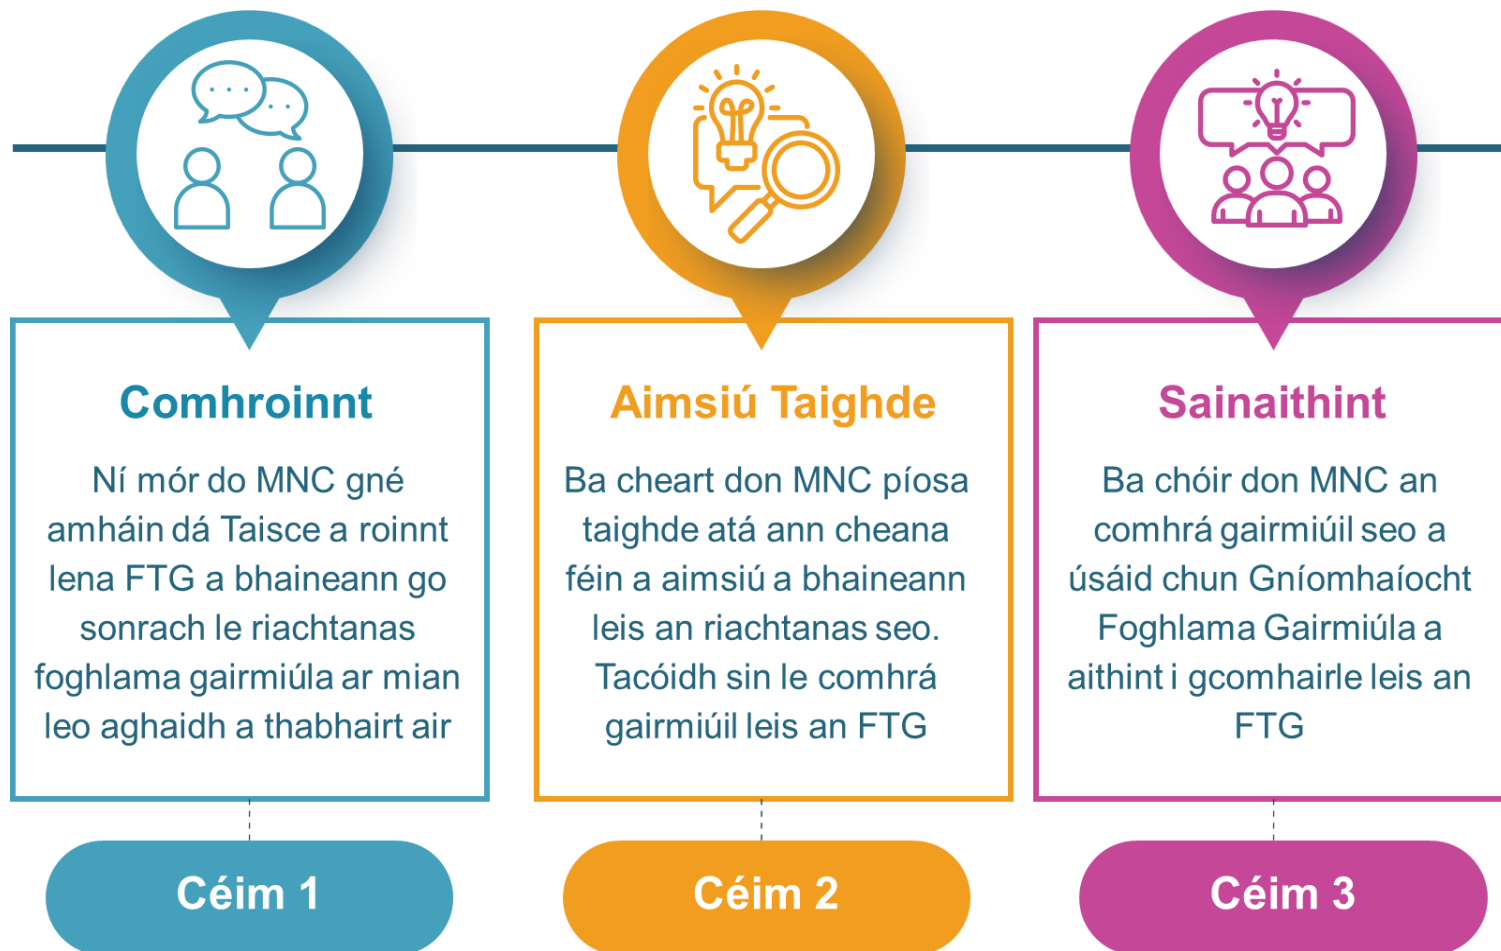 Comhroinnt
Ní mór do MNC gné
amháin dá Taisce a roinnt
lena FTG a bhaineann go
sonrach le riachtanas
foghlama gairmiúla ar mian
leo aghaidh a thabhairt air
Céim 1
Aimsiú Taighde
Ba cheart don MNC píosa
taighde atá ann cheana
féin a aimsiú a bhaineann
leis an riachtanas seo.
Tacóidh sin le comhrá
gairmiúil leis an FTG
Céim 2
Sainaithint
Ba chóir don MNC an
comhrá gairmiúil seo a
úsáid chun Gníomhaíocht
Foghlama Gairmiúla a
aithint i gcomhairle leis an
FTG
Céim 3